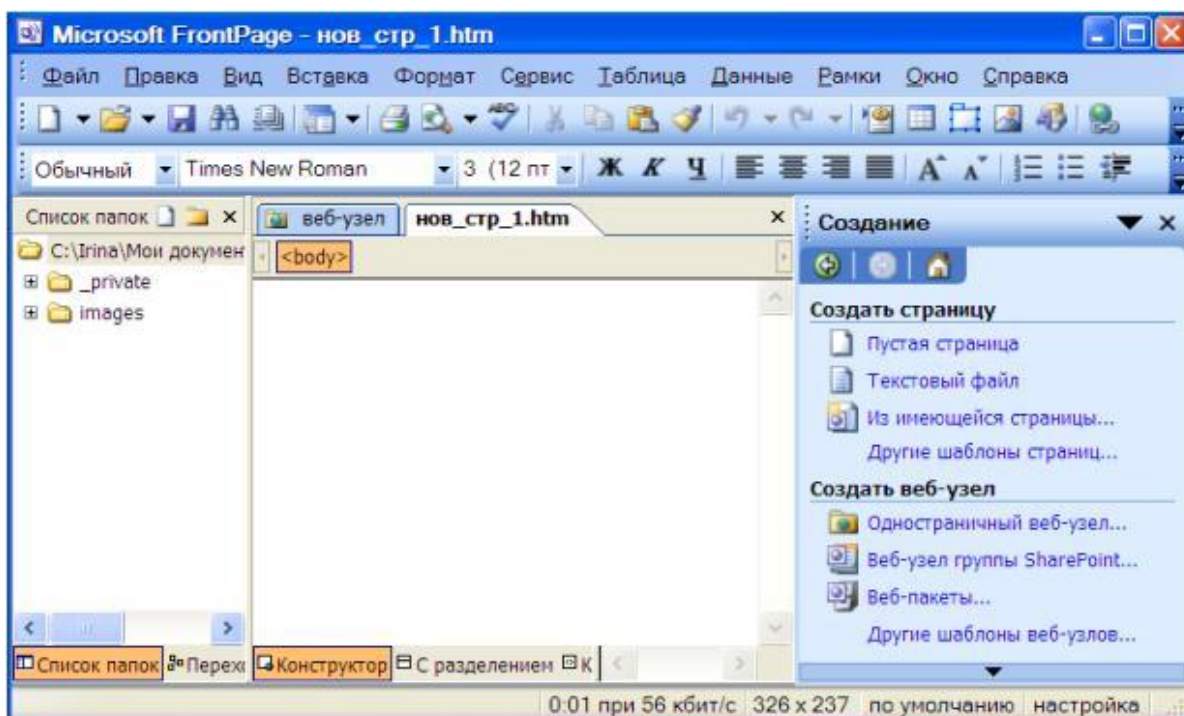 Microsoft FrontPage - нов_стр_1.htm
Файл Правка Вид Вставка Формат Сервис Таблица Данные Рамки Окно Справка
Обычный Times New Roman 3 (12 пт Ж К Ч
Список папок веб-узел нов_стр_1.htm Создание
C:\Irina\Мои докумен <body>
_private
images
Создать страницу
Пустая страница
Текстовый файл
Из имеющейся страницы...
Другие шаблоны страниц...
Создать веб-узел
Одностраничный веб-узел...
Веб-узел группы SharePoint...
Веб-пакеты...
Другие шаблоны веб-узлов...
Список папок Перехо Конструктор С разделением К
0:01 при 56 кбит/с 326 x 237 по умолчанию настройка